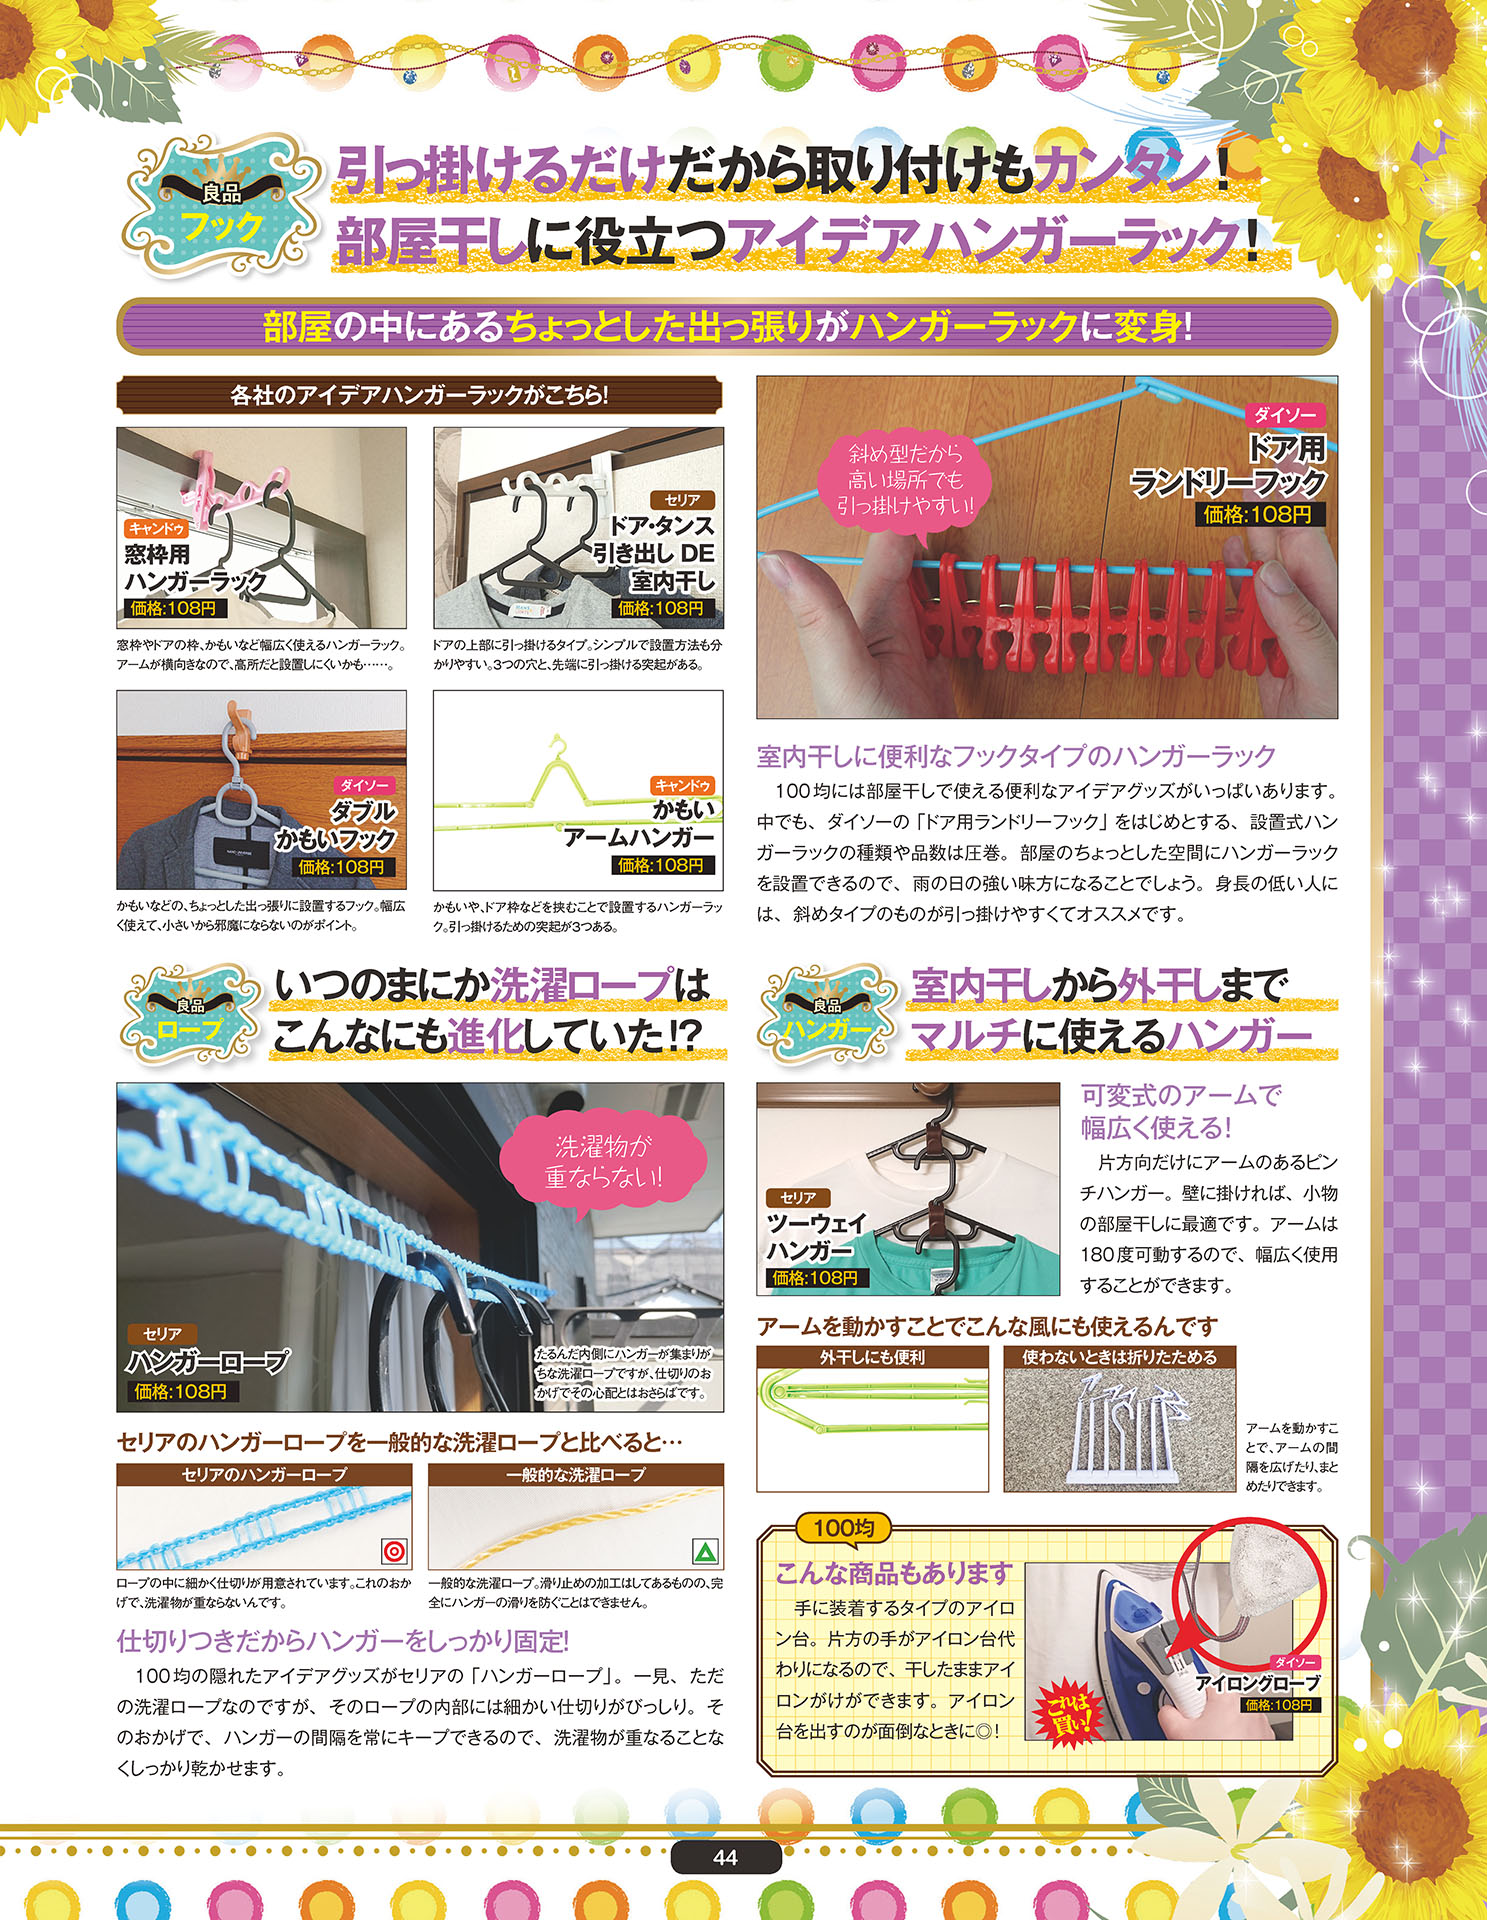 良品
フック
引っ掛けるだけだから取り付けもカンタン!
部屋干しに役立つアイデアハンガーラック!
部屋の中にあるちょっとした出っ張りがハンガーラックに変身!
各社のアイデアハンガーラックがこちら!
キャンドゥ
窓枠用
ハンガーラック
価格:108円
窓枠やドアの枠、かもいなど幅広く使えるハンガーラック。
アームが横向きなので、高所だと設置しにくいかも……。
セリア
ドア・タンス
引き出し DE
室内干し
価格:108円
ドアの上部に引っ掛けるタイプ。シンプルで設置方法も分
かりやすい。3つの穴と、先端に引っ掛ける突起がある。
ダイソー
ダブル
かもいフック
価格:108円
かもいなどの、ちょっとした出っ張りに設置するフック。幅広
く使えて、小さいから邪魔にならないのがポイント。
キャンドゥ
かもい
アームハンガー
価格:108円
かもいや、ドア枠などを挟むことで設置するハンガーラッ
ク。引っ掛けるための突起が3つある。
斜め型だから
高い場所でも
引っ掛けやすい!
ダイソー
ドア用
ランドリーフック
価格:108円
室内干しに便利なフックタイプのハンガーラック
100均には部屋干しで使える便利なアイデアグッズがいっぱいあります。
中でも、ダイソーの「ドア用ランドリーフック」をはじめとする、設置式ハン
ガーラックの種類や品数は圧巻。部屋のちょっとした空間にハンガーラック
を設置できるので、雨の日の強い味方になることでしょう。身長の低い人に
は、斜めタイプのものが引っ掛けやすくてオススメです。
良品
ロープ
いつのまにか洗濯ロープは
こんなにも進化していた!?
洗濯物が
重ならない!
セリア
ハンガーロープ
価格:108円
たるんだ内側にハンガーが集まりが
ちな洗濯ロープですが、仕切りのお
かげでその心配とはおさらばです。
セリアのハンガーロープを一般的な洗濯ロープと比べると…
セリアのハンガーロープ
ロープの中に細かく仕切りが用意されています。これのおか
げで、洗濯物が重ならないんです。
一般的な洗濯ロープ
一般的な洗濯ロープ。滑り止めの加工はしてあるものの、完
全にハンガーの滑りを防ぐことはできません。
仕切りつきだからハンガーをしっかり固定!
100均の隠れたアイデアグッズがセリアの「ハンガーロープ」。一見、ただ
の洗濯ロープなのですが、そのロープの内部には細かい仕切りがびっしり。そ
のおかげで、ハンガーの間隔を常にキープできるので、洗濯物が重なることな
くしっかり乾かせます。
良品
ハンガー
室内干しから外干しまで
マルチに使えるハンガー
セリア
ツーウェイ
ハンガー
価格:108円
可変式のアームで
幅広く使える!
片方向だけにアームのあるピン
チハンガー。壁に掛ければ、小物
の部屋干しに最適です。アームは
180度可動するので、幅広く使用
することができます。
アームを動かすことでこんな風にも使えるんです
外干しにも便利
使わないときは折りたためる
アームを動かすこ
とで、アームの間
隔を広げたり、まと
めたりできます。
100均
こんな商品もあります
手に装着するタイプのアイロ
ン台。片方の手がアイロン台代
わりになるので、干したままアイ
ロンがけができます。アイロン
台を出すのが面倒なときに◎!
これは
買い!
ダイソー
アイロングローブ
価格:108円
44